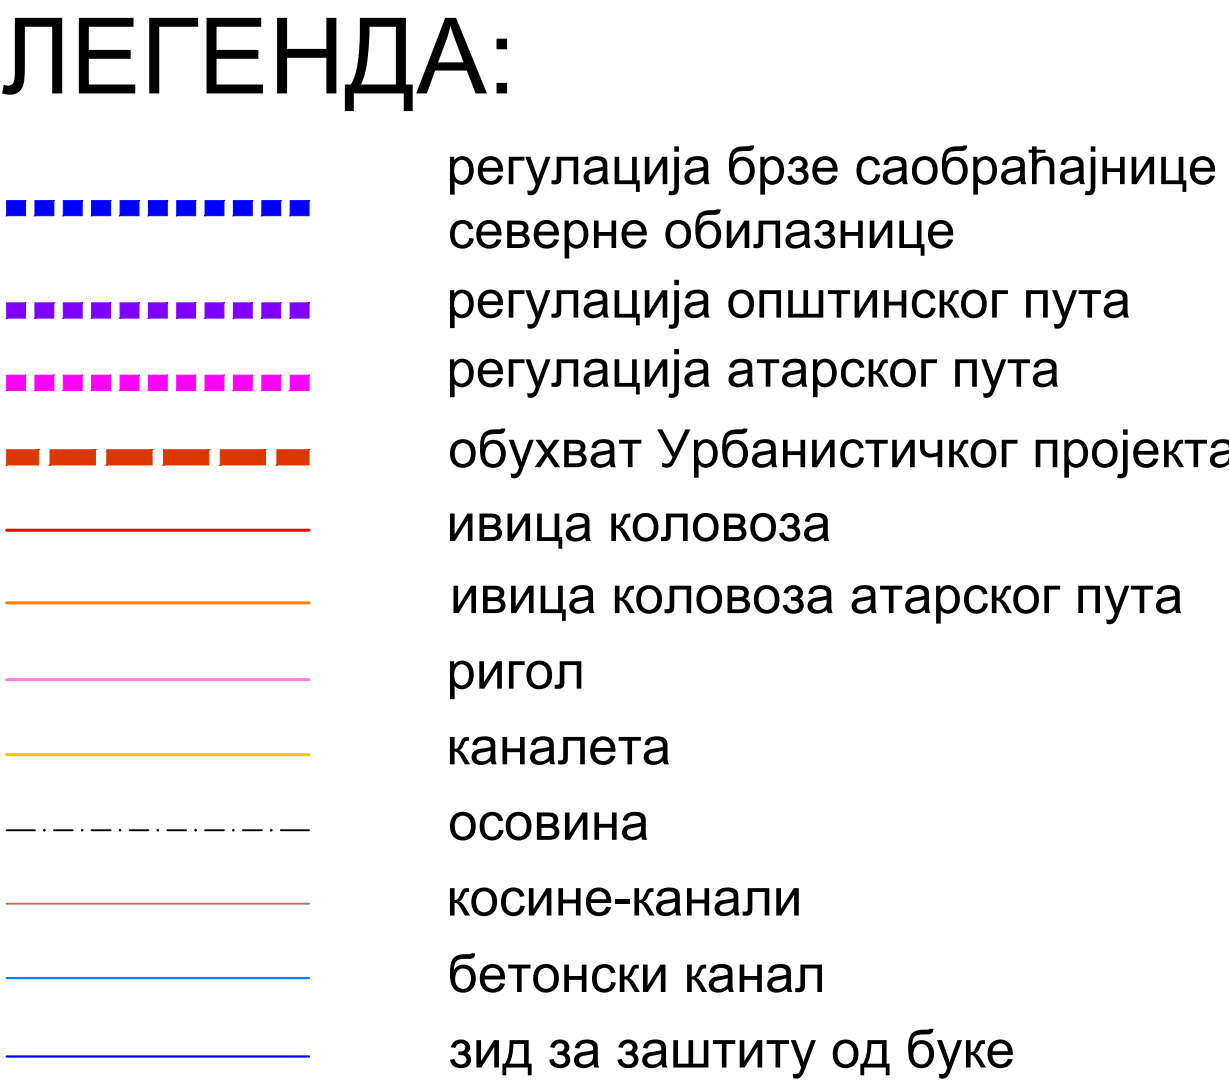 ЛЕГЕНДА:
регулација брзе саобраћајнице
северне обилазнице
регулација општинског пута
регулација атарског пута
обухват Урбанистичког пројекта
ивица коловоза
ивица коловоза атарског пута
ригол
каналета
осовина
косине-канали
бетонски канал
зид за заштиту од буке